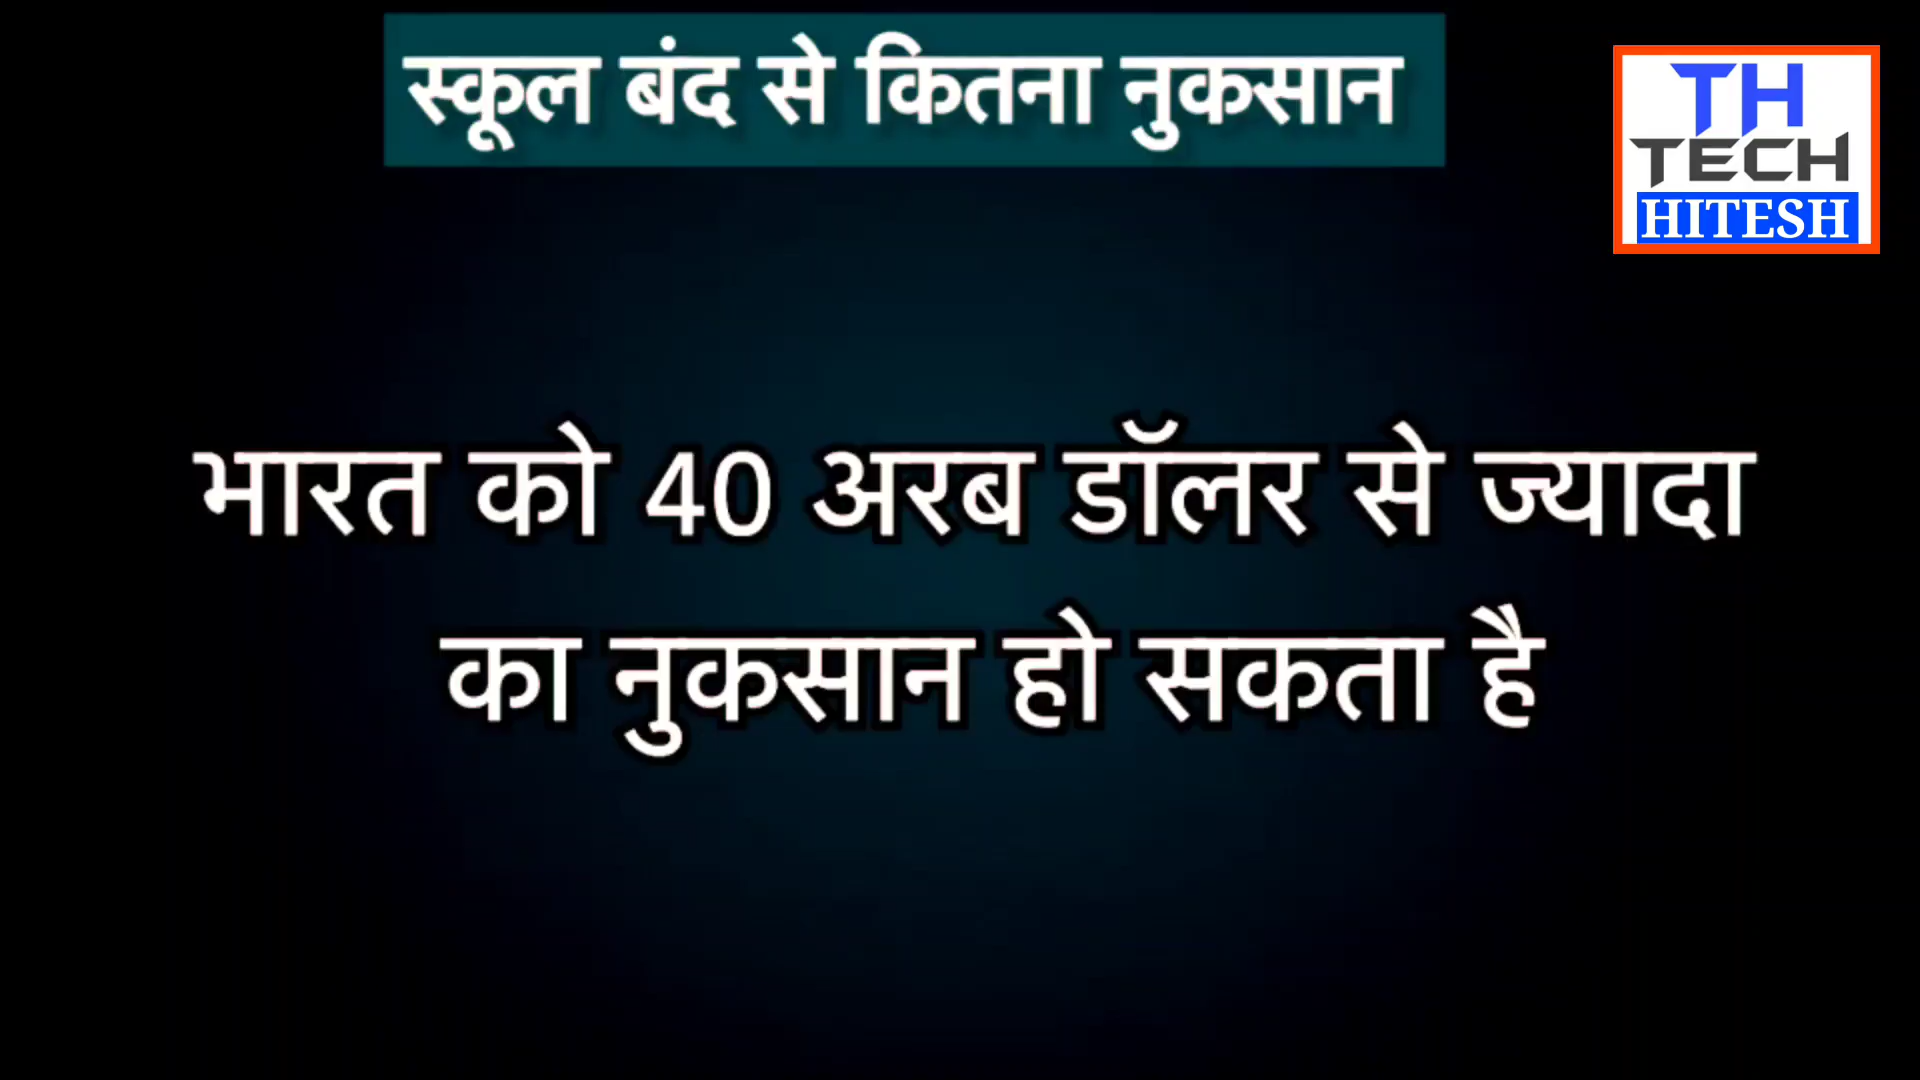 स्कूल बंद से कितना नुकसान
TH
TECH
HITESH
भारत को 40 अरब डॉलर से ज्यादा
का नुकसान हो सकता है